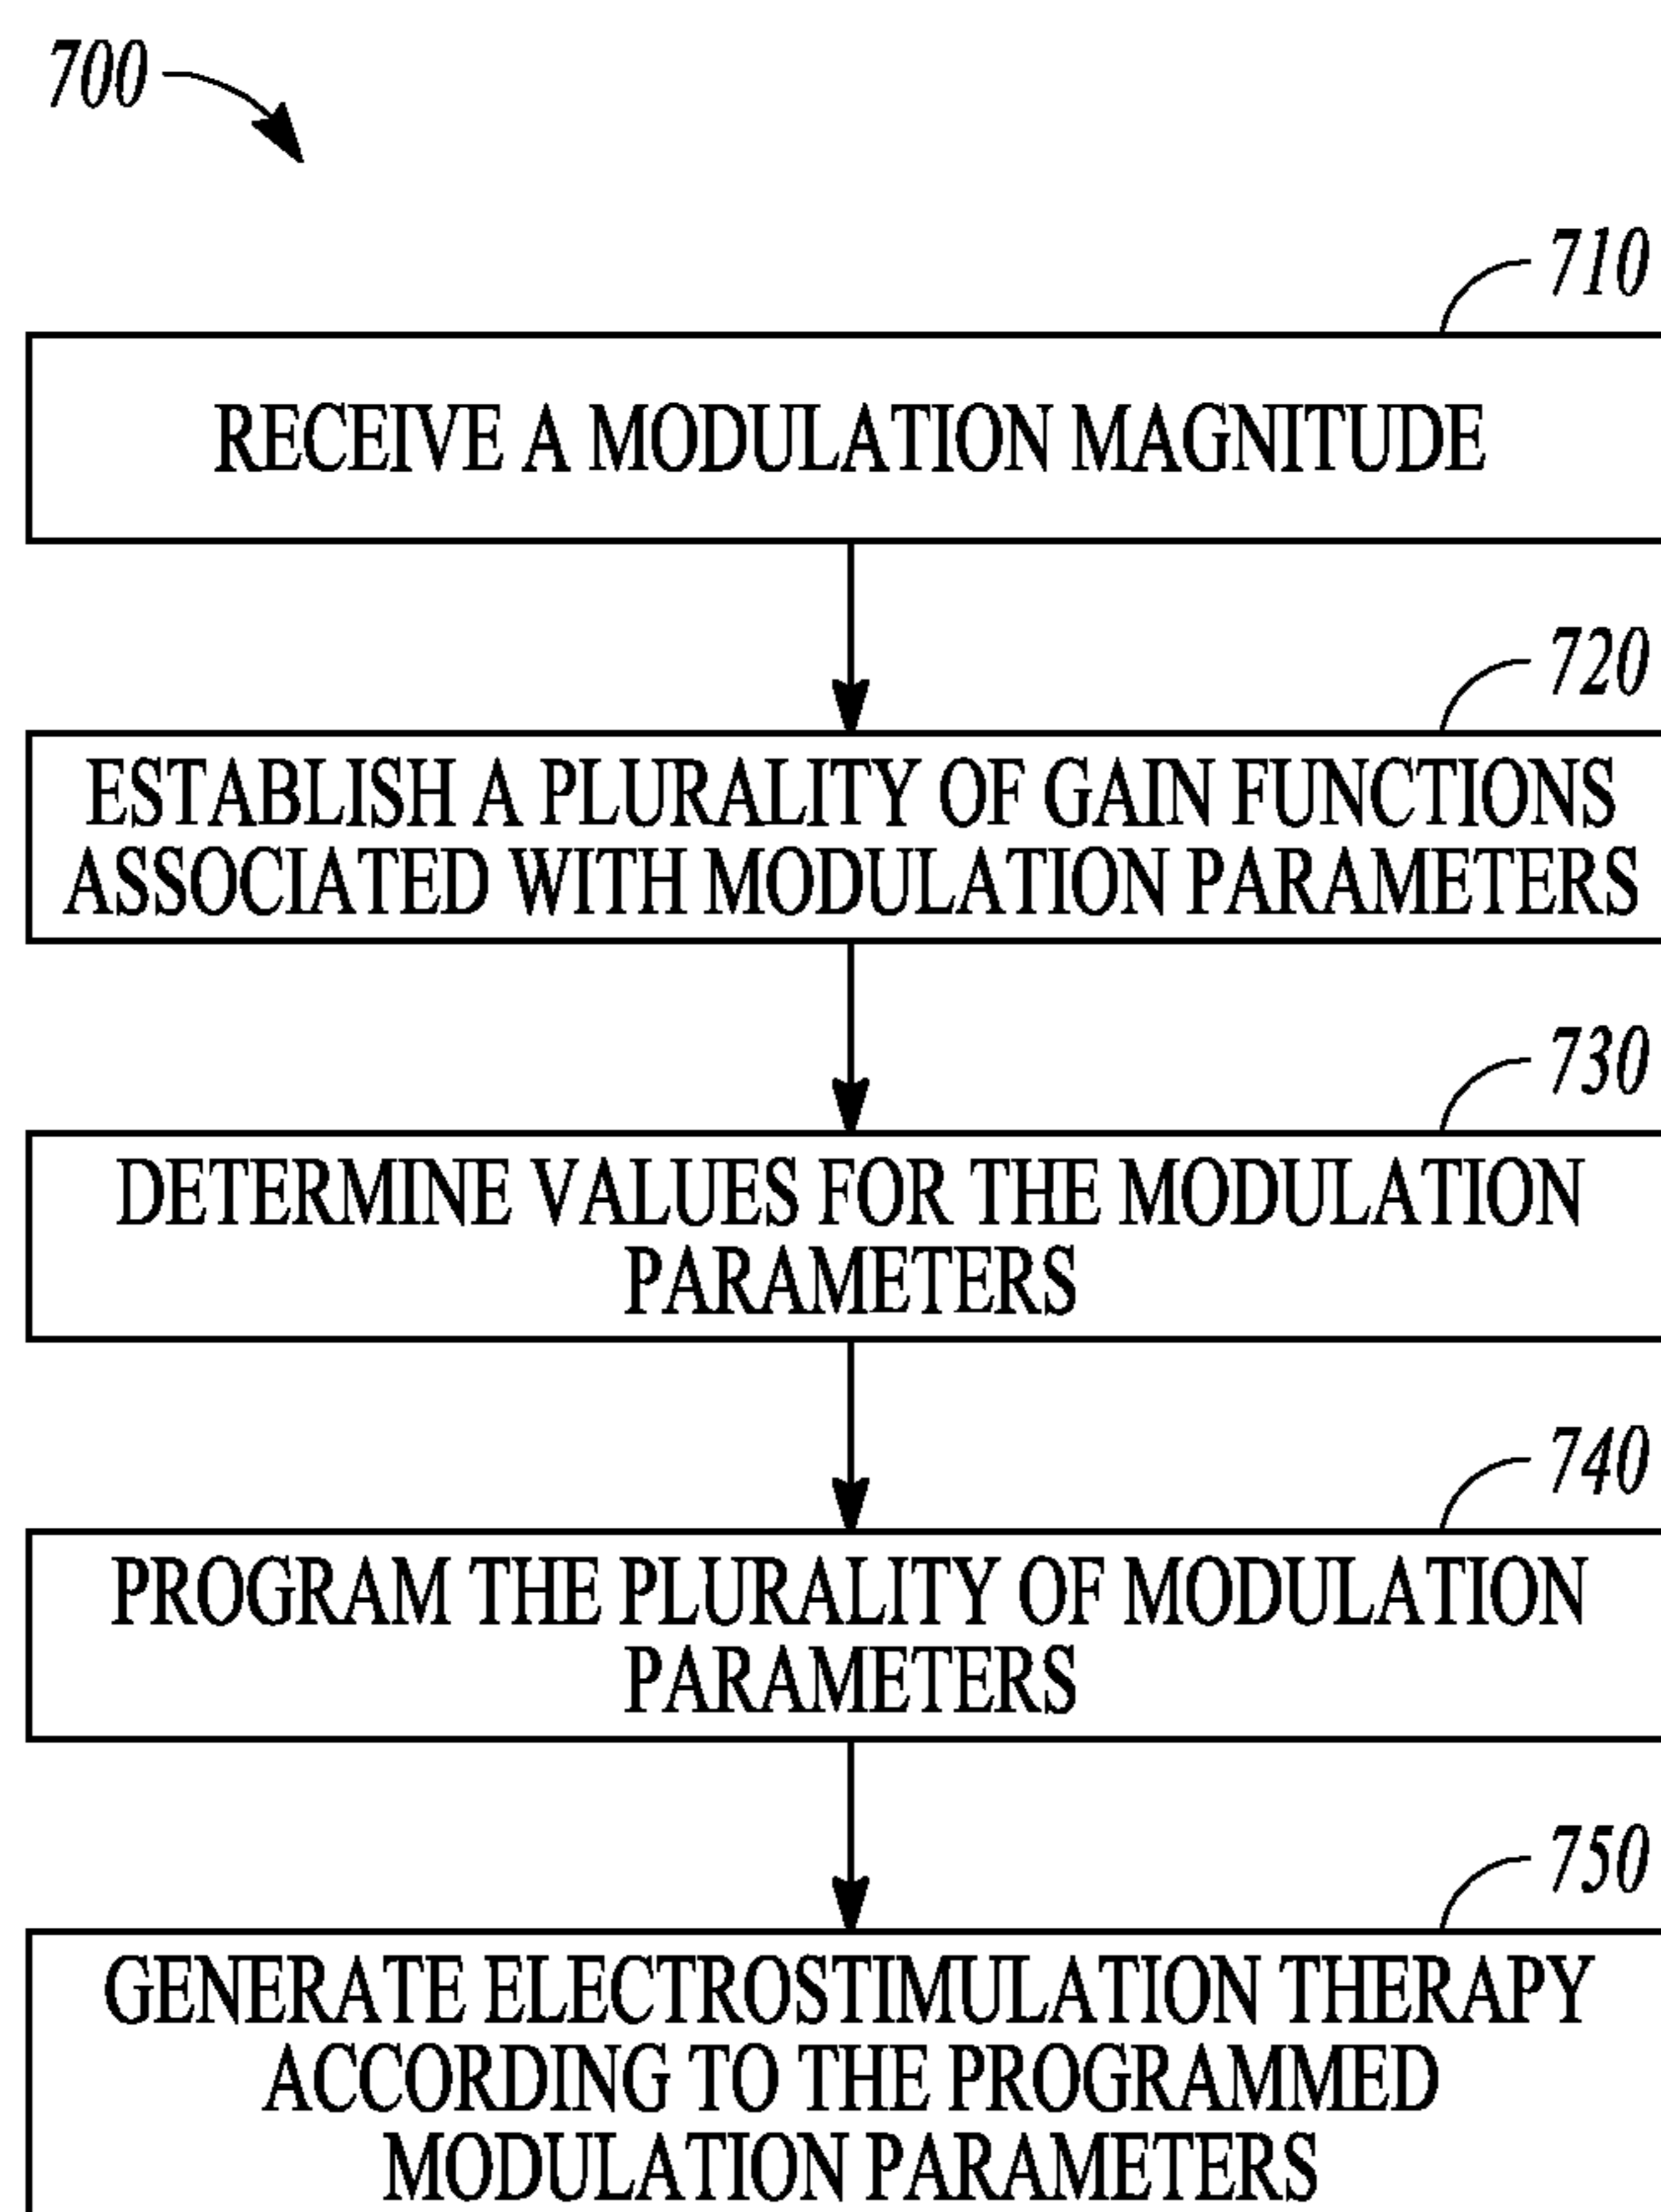 700
710
RECEIVE A MODULATION MAGNITUDE
720
ESTABLISH A PLURALITY OF GAIN FUNCTIONS
ASSOCIATED WITH MODULATION PARAMETERS
730
DETERMINE VALUES FOR THE MODULATION
PARAMETERS
740
PROGRAM THE PLURALITY OF MODULATION
PARAMETERS
750
GENERATE ELECTROSTIMULATION THERAPY
ACCORDING TO THE PROGRAMMED
MODULATION PARAMETERS